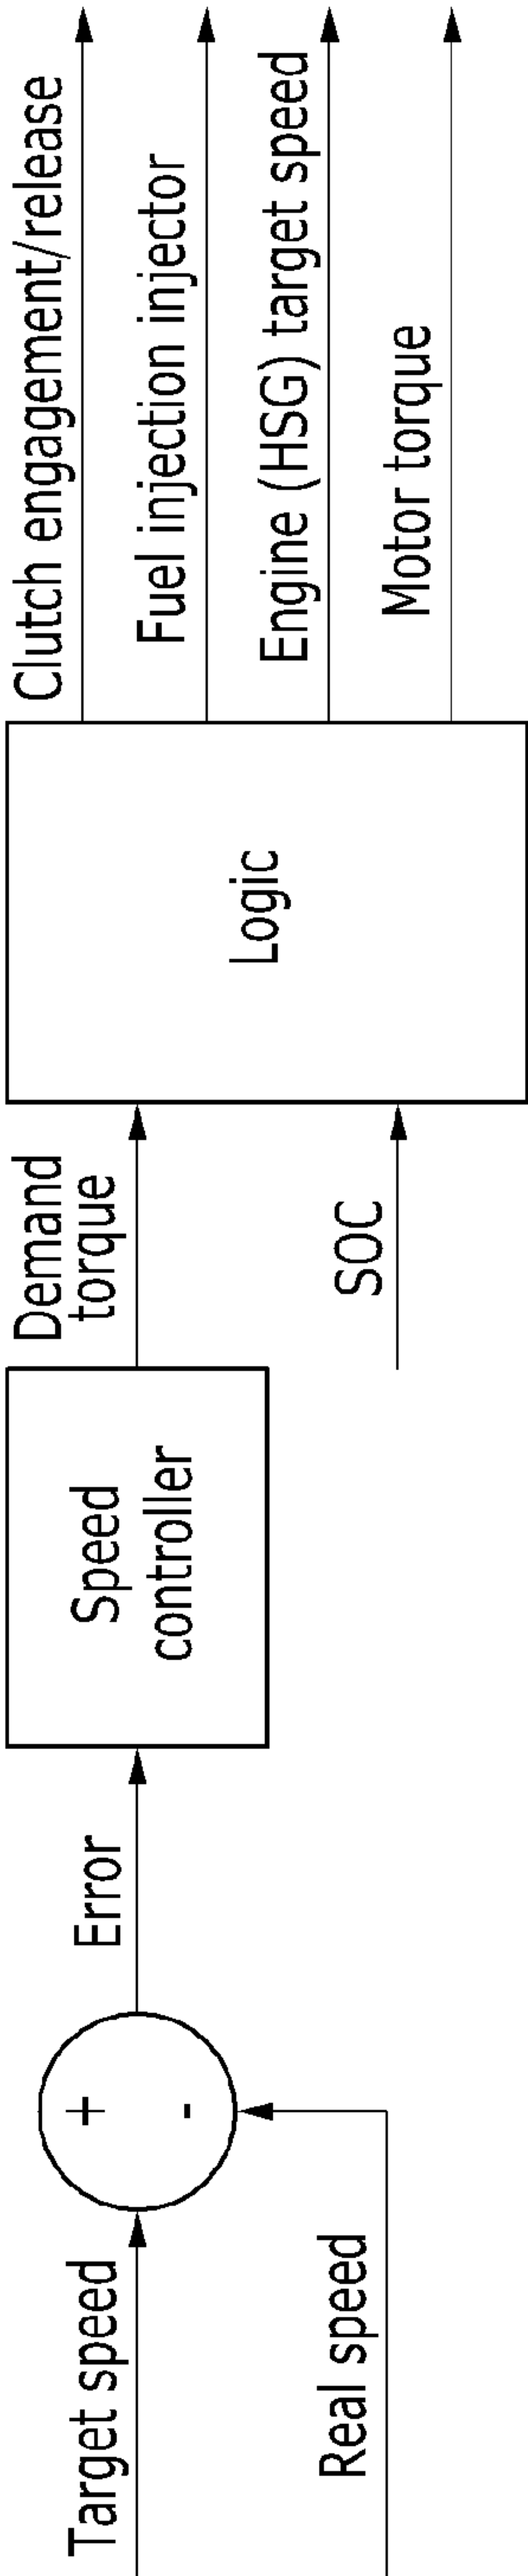 Target speed
Real speed
+
-
Error
Speed
controller
Demand
torque
SOC
Logic
Clutch engagement/release
Fuel injection injector
Engine (HSG) target speed
Motor torque